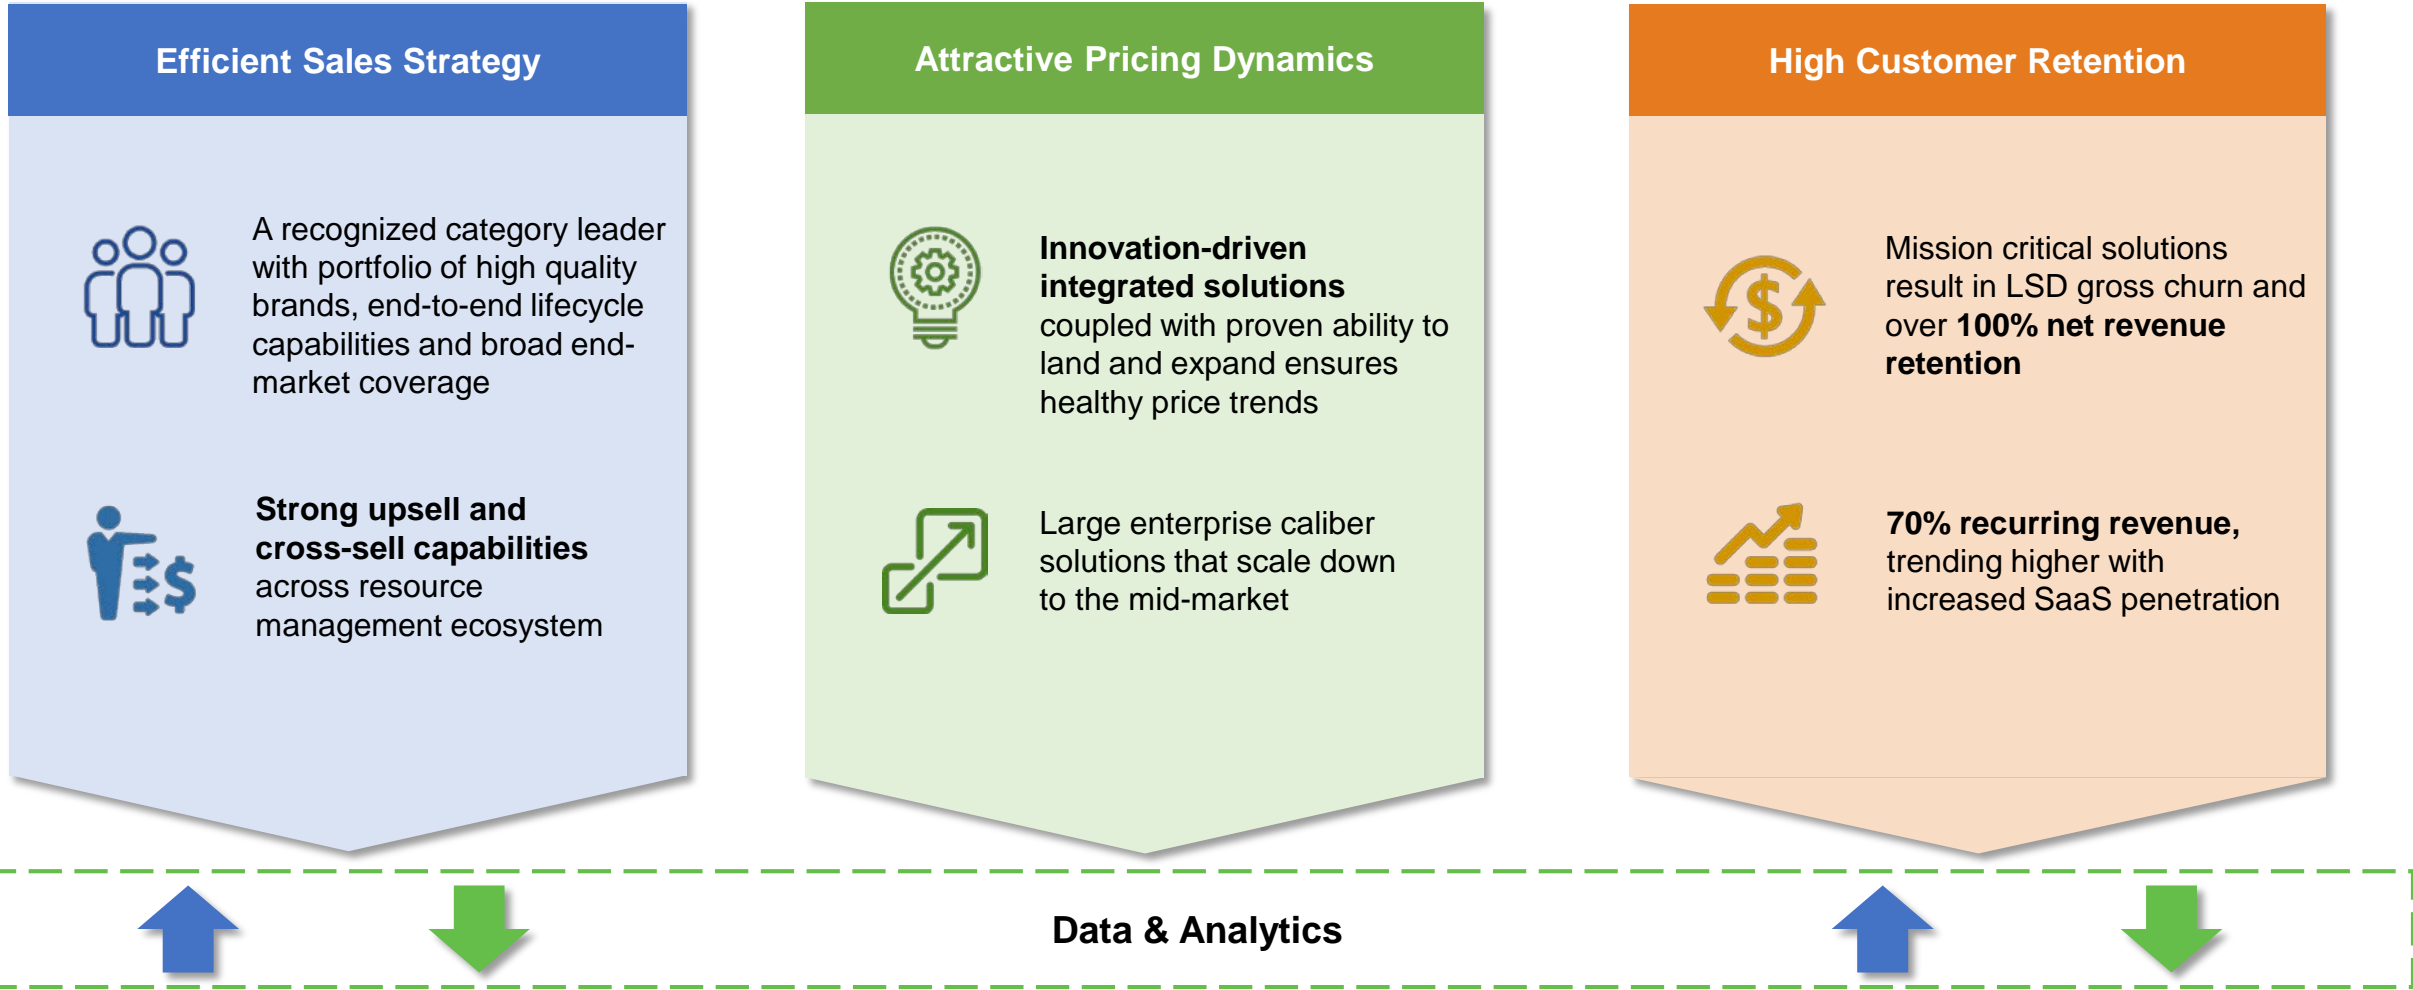 Efficient Sales Strategy
A recognized category leader
with portfolio of high quality
brands, end-to-end lifecycle
capabilities and broad end-
market coverage
Strong upsell and
cross-sell capabilities
across resource
management ecosystem
Attractive Pricing Dynamics
Innovation-driven
integrated solutions
coupled with proven ability to
land and expand ensures
healthy price trends
Large enterprise caliber
solutions that scale down
to the mid-market
High Customer Retention
Mission critical solutions
result in LSD gross churn and
over 100% net revenue
retention
70% recurring revenue,
trending higher with
increased SaaS penetration
Data & Analytics